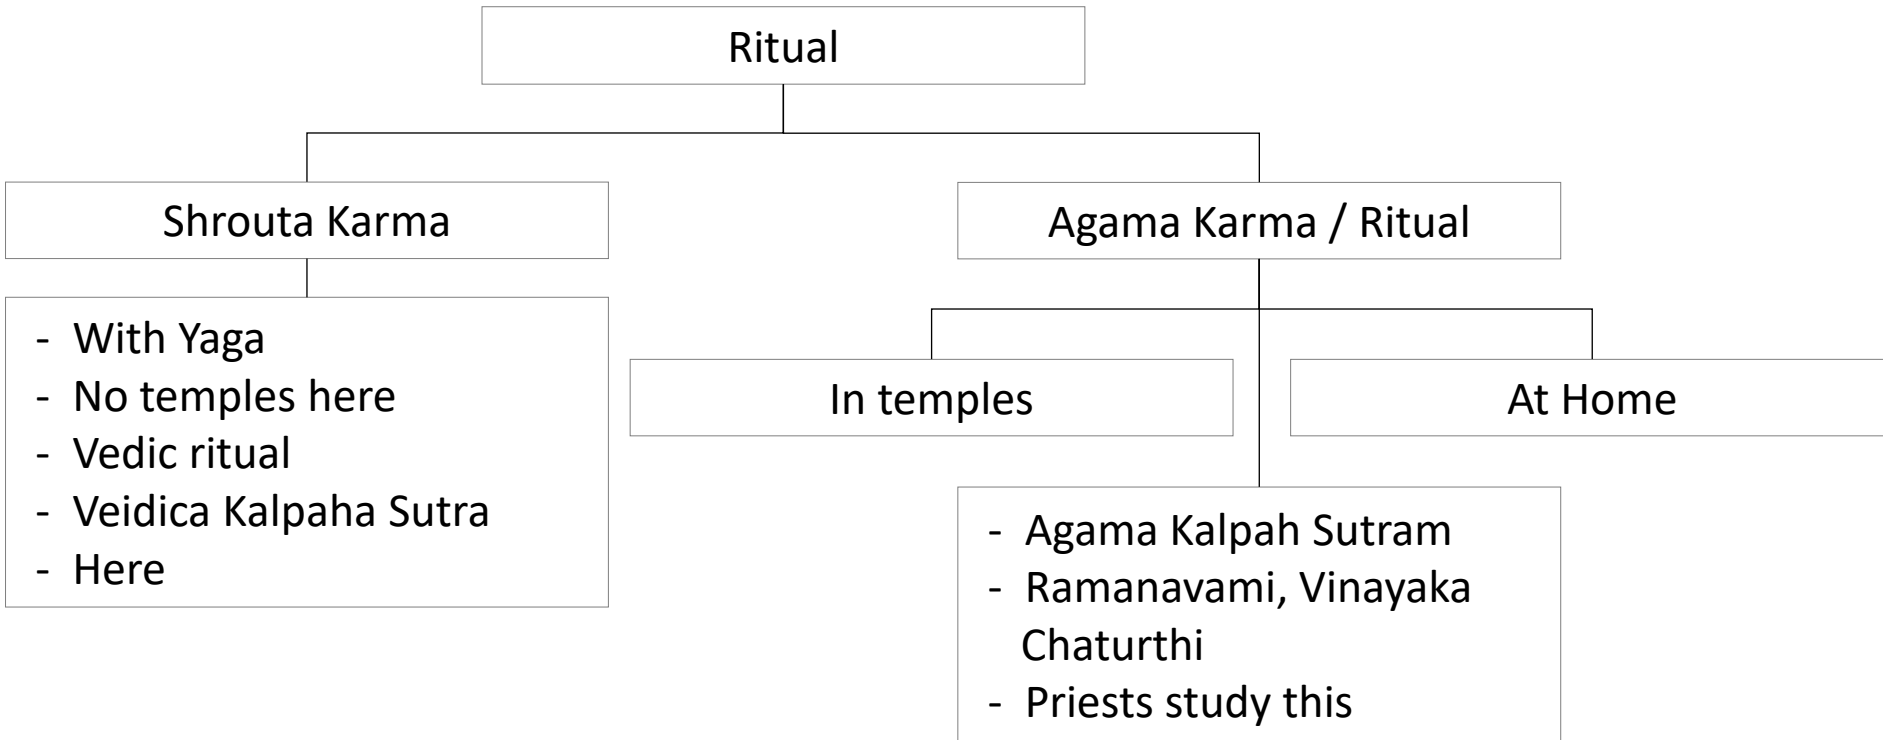 Ritual
Shrouta Karma
Agama Karma / Ritual
- With Yaga
- No temples here
- Vedic ritual
- Veidica Kalpaha Sutra
- Here
In temples
At Home
- Agama Kalpah Sutram
- Ramanavami, Vinayaka
Chaturthi
- Priests study this